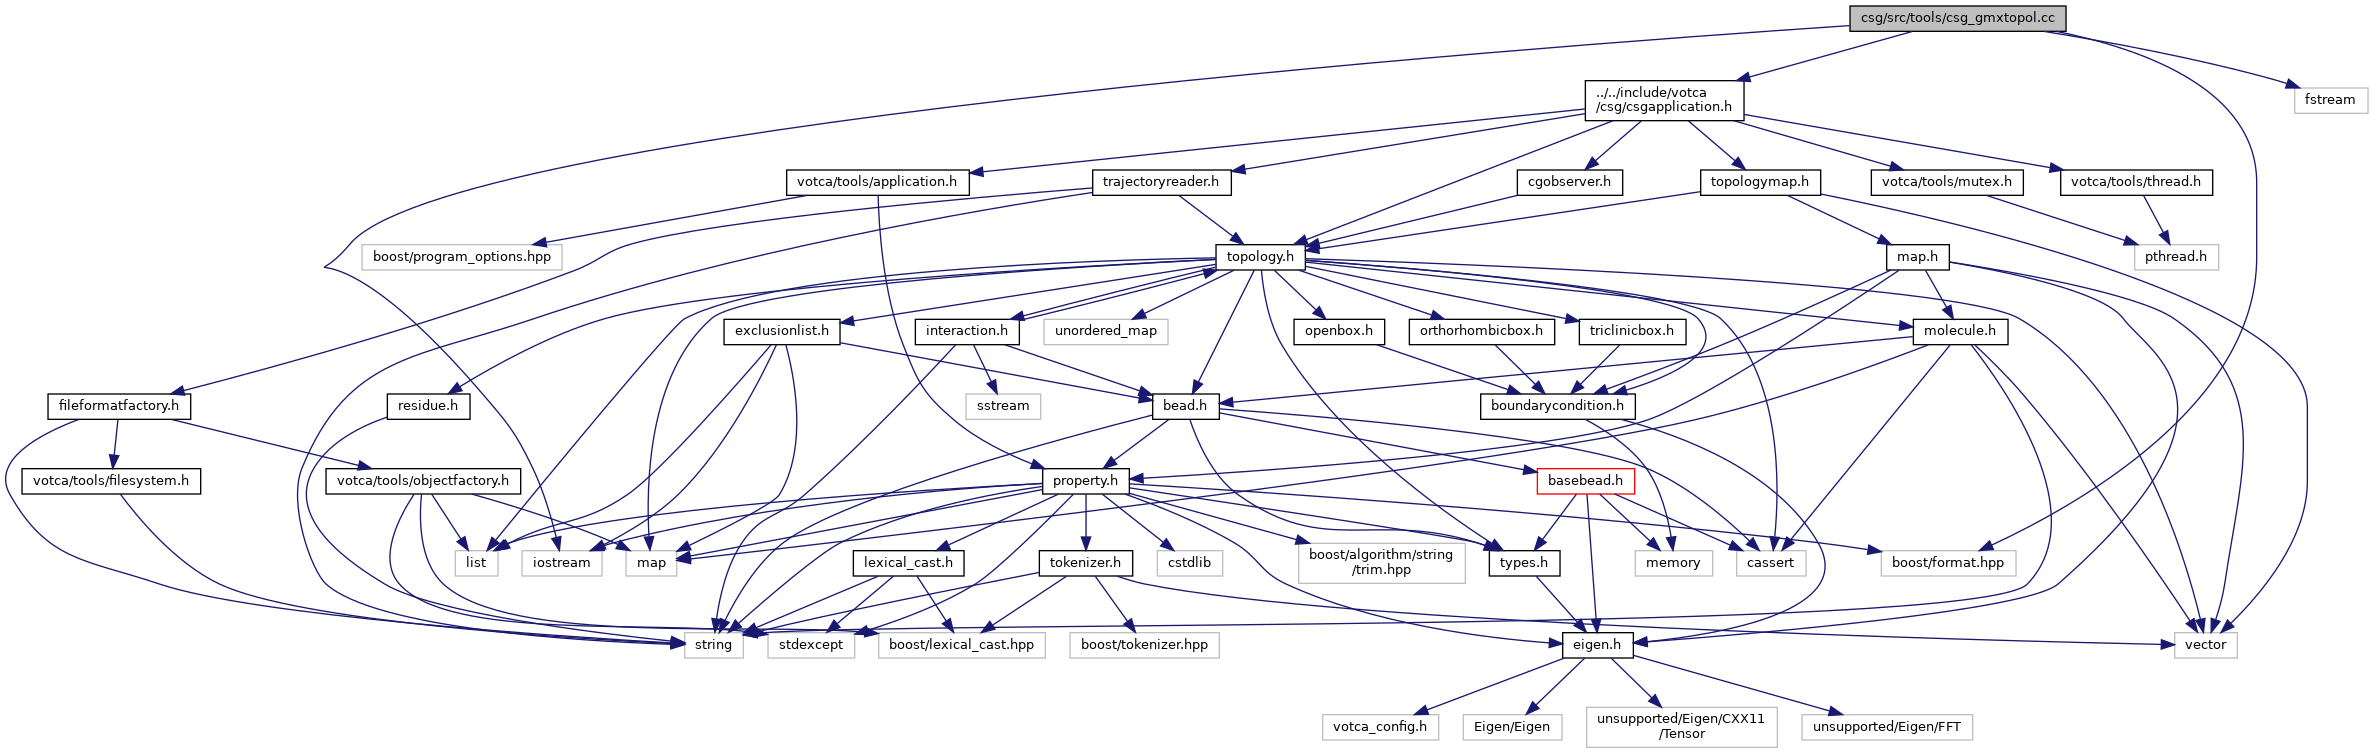 csg/src/tools/csg_gmxtopol.cc
../../include/votca
/csg/csgapplication.h
fstream
votca/tools/application.h
trajectoryreader.h
cgobserver.h
topologymap.h
votca/tools/mutex.h
votca/tools/thread.h
boost/program_options.hpp
topology.h
map.h
pthread.h
exclusionlist.h
interaction.h
unordered_map
openbox.h
orthorhombicbox.h
triclinicbox.h
molecule.h
fileformatfactory.h
residue.h
sstream
bead.h
boundarycondition.h
votca/tools/filesystem.h
votca/tools/objectfactory.h
property.h
basebead.h
list
iostream
map
lexical_cast.h
tokenizer.h
cstdlib
boost/algorithm/string
/trim.hpp
types.h
memory
cassert
boost/format.hpp
string
stdexcept
boost/lexical_cast.hpp
boost/tokenizer.hpp
eigen.h
vector
votca_config.h
Eigen/Eigen
unsupported/Eigen/CXX11
/Tensor
unsupported/Eigen/FFT